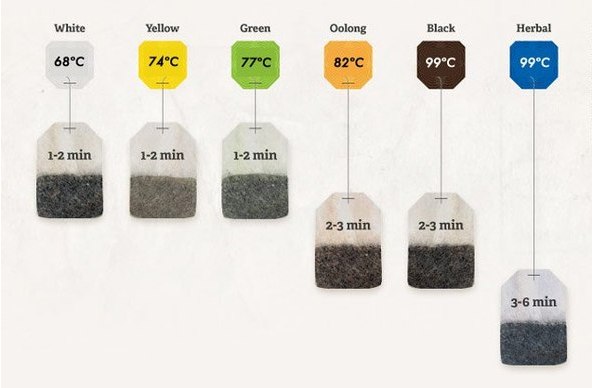 White Yellow Green Oolong Black Herbal
68°C 74°C 77°C 82°C 99°C 99°C
1-2 min 1-2 min 1-2 min
2-3 min 2-3 min
3-6 min